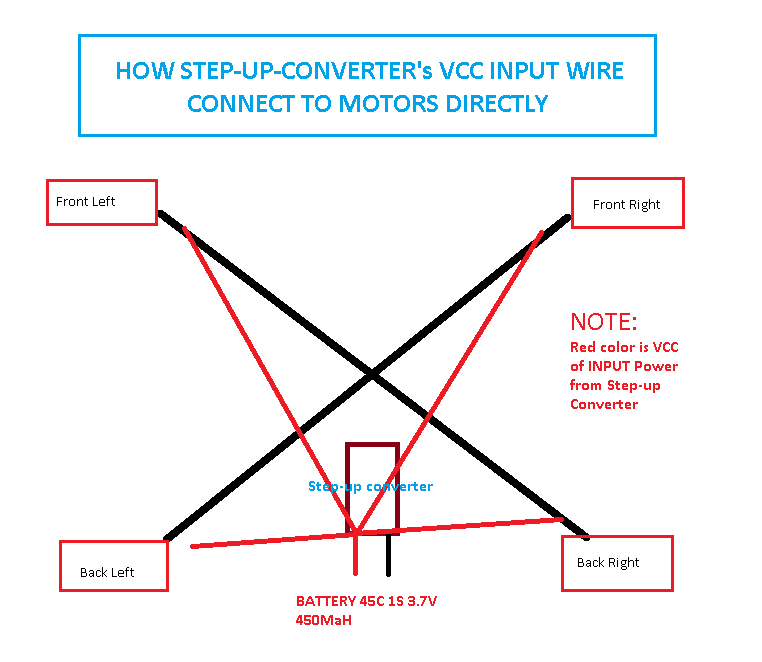 HOW STEP-UP-CONVERTER's VCC INPUT WIRE
CONNECT TO MOTORS DIRECTLY
Front Left
Front Right
NOTE:
Red color is VCC
of INPUT Power
from Step-up
Converter
Step-up converter
Back Left
Back Right
BATTERY 45C 1S 3.7V
450MaH